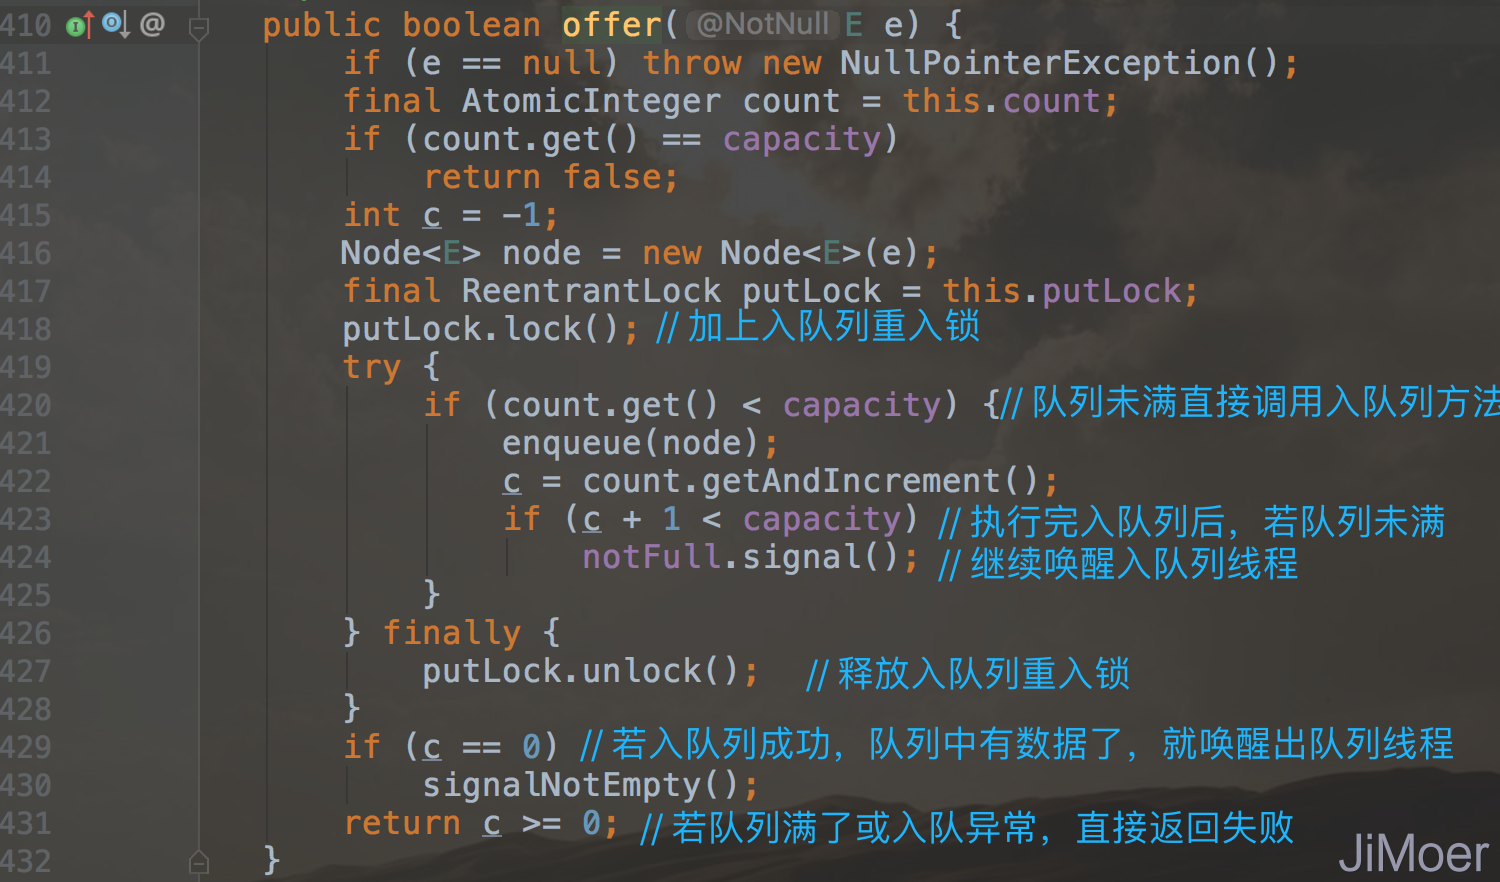 410 @ public boolean offer( @NotNull E e) {
411 if (e == null) throw new NullPointerException();
412 final AtomicInteger count = this.count;
413 if (count.get() == capacity)
414 return false;
415 int c = -1;
416 Node<E> node = new Node<E>(e);
417 final ReentrantLock putLock = this.putLock;
418 putLock.lock(); // 加上入队列重入锁
419 try {
420 if (count.get() < capacity) { // 队列未满直接调用入队列方法
421 enqueue(node);
422 c = count.getAndIncrement();
423 if (c + 1 < capacity) // 执行完入队列后，若队列未满
424 notFull.signal(); // 继续唤醒入队列线程
425 }
426 } finally {
427 putLock.unlock(); // 释放入队列重入锁
428 }
429 if (c == 0) // 若入队列成功，队列中有数据了，就唤醒出队列线程
430 signalNotEmpty();
431 return c >= 0; // 若队列满了或入队异常，直接返回失败
432 }
JiMoer